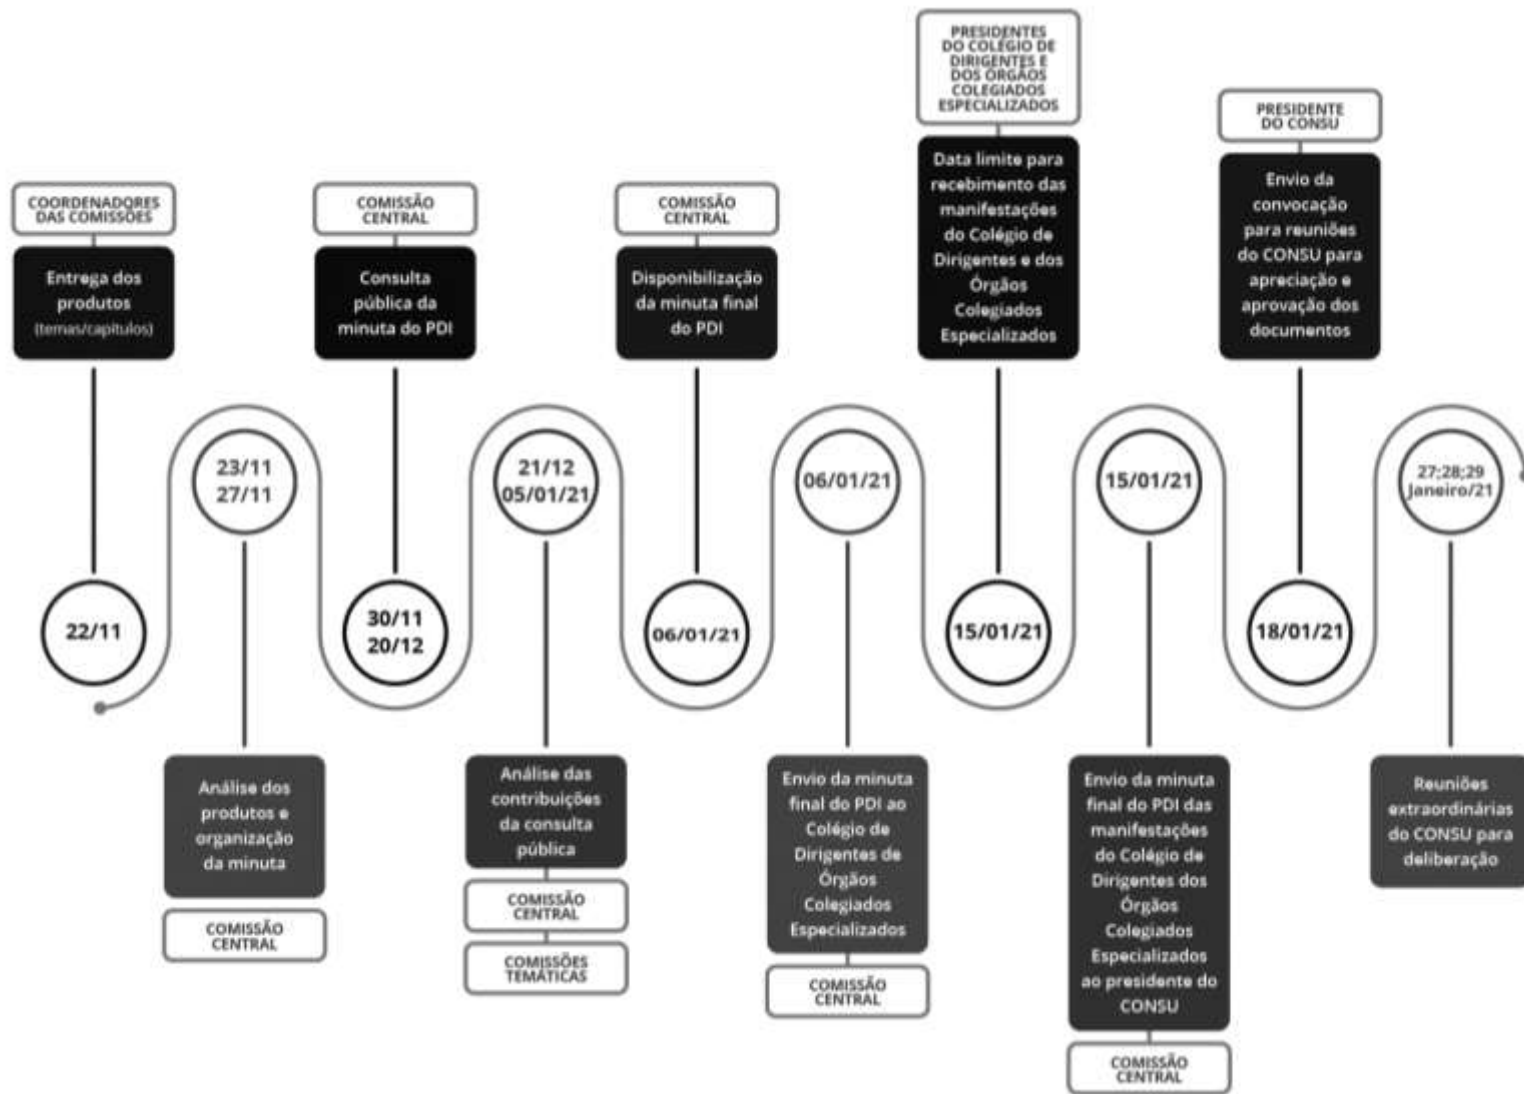 COORDENADORES
DAS COMISSÕES
Entrega dos
produtos
(temas/capítulos)
22/11
23/11
27/11
Análise dos
produtos e
organização
da minuta
COMISSÃO
CENTRAL
COMISSÃO
CENTRAL
Consulta
pública da
minuta do PDI
30/11
20/12
21/12
05/01/21
Análise das
contribuições
da consulta
pública
COMISSÃO
CENTRAL
COMISSÕES
TEMÁTICAS
COMISSÃO
CENTRAL
Disponibilização
da minuta final
do PDI
06/01/21
06/01/21
Envio da minuta
final do PDI ao
Colégio de
Dirigentes de
Órgãos
Colegiados
Especializados
COMISSÃO
CENTRAL
PRESIDENTES
DO COLÉGIO DE
DIRIGENTES E
DOS ÓRGÃOS
COLEGIADOS
ESPECIALIZADOS
Data limite para
recebimento das
manifestações
do Colégio de
Dirigentes e dos
Órgãos
Colegiados
Especializados
15/01/21
15/01/21
Envio da minuta
final do PDI das
manifestações
do Colégio de
Dirigentes dos
Órgãos
Colegiados
Especializados
ao presidente do
CONSU
COMISSÃO
CENTRAL
PRESIDENTE
DO CONSU
Envio da
convocação
para reuniões
do CONSU para
apreciação e
aprovação dos
documentos
18/01/21
27;28;29
Janeiro/21
Reuniões
extraordinárias
do CONSU para
deliberação